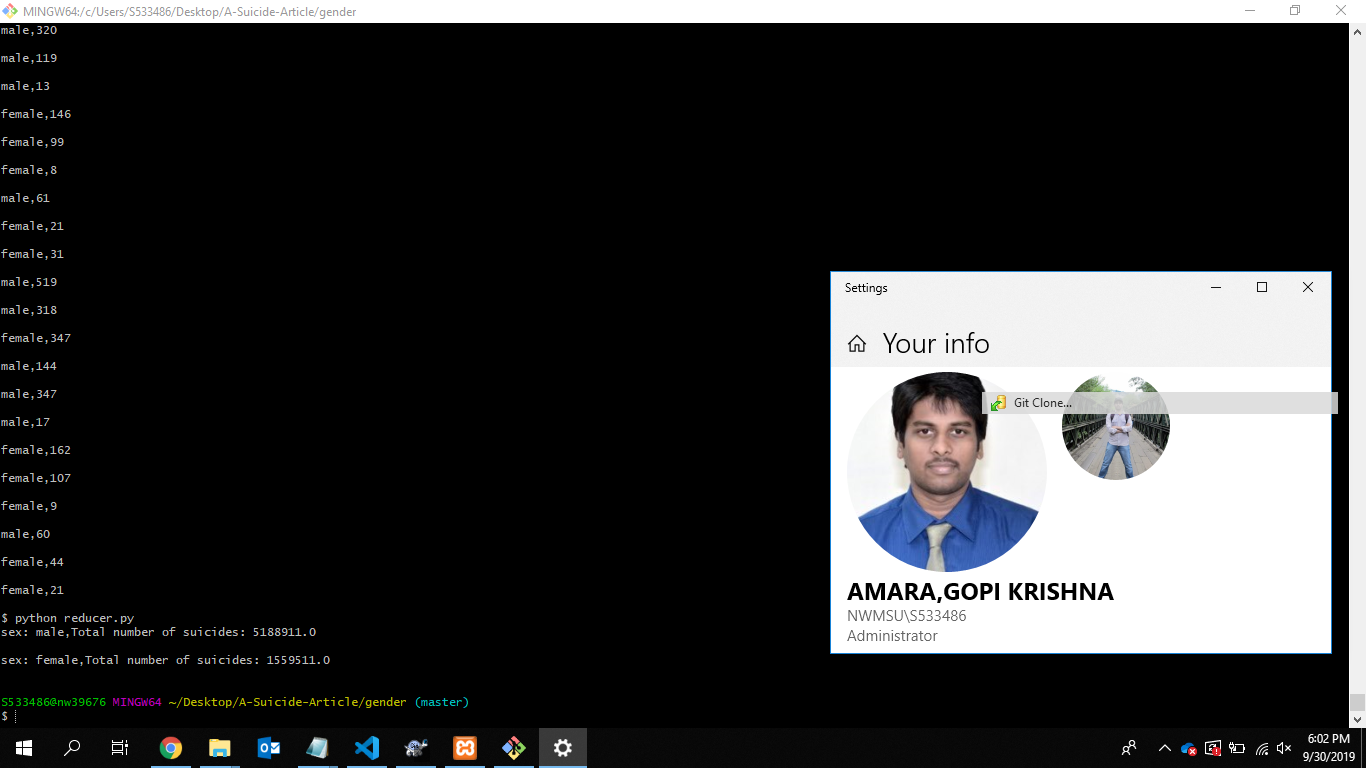 MINGW64:/c/Users/S533486/Desktop/A-Suicide-Article/gender
male,320
male,119
male,13
female,146
female,99
female,8
male,61
female,21
female,31
male,519
male,318
female,347
male,144
male,347
male,17
female,162
female,107
female,9
male,60
female,44
female,21
$ python reducer.py
sex: male,Total number of suicides: 5188911.0
sex: female,Total number of suicides: 1559511.0
S533486@nw39676 MINGW64 ~/Desktop/A-Suicide-Article/gender (master)
$
Settings
Your info
Git Clone...
AMARA,GOPI KRISHNA
NWMSU\S533486
Administrator
6:02 PM
9/30/2019